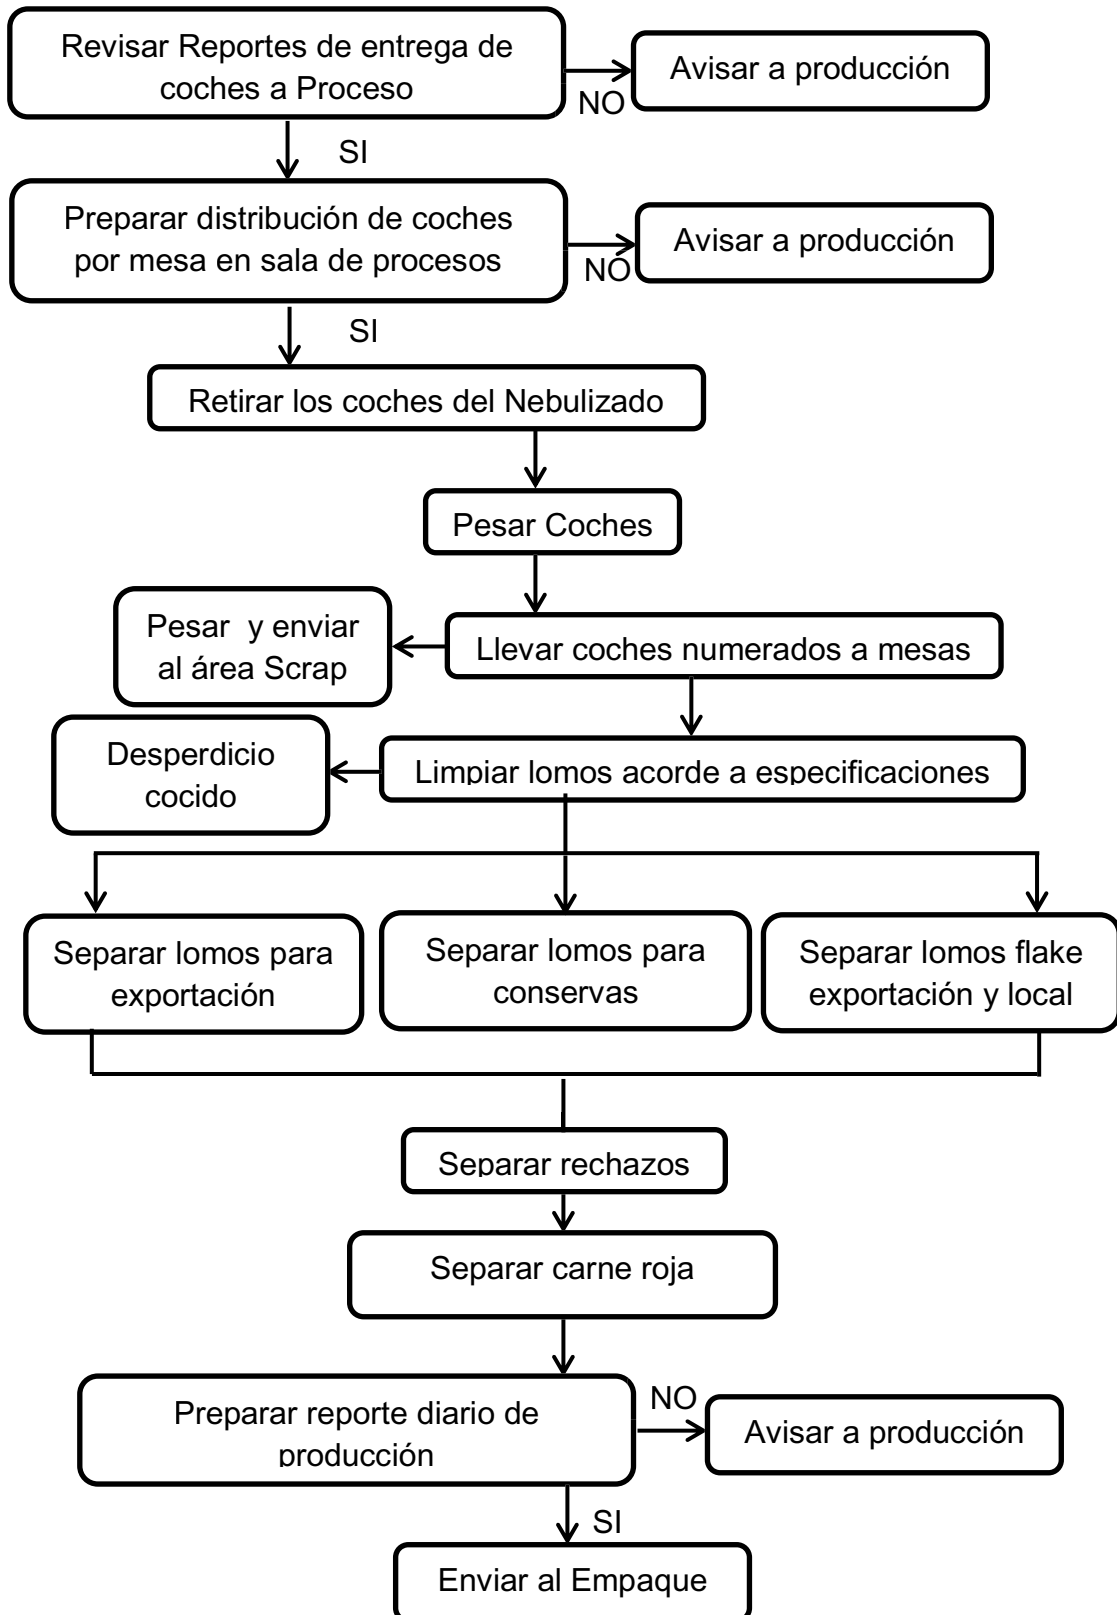 Revisar Reportes de entrega de
coches a Proceso
Avisar a producción
NO
SI
Preparar distribución de coches
por mesa en sala de procesos
Avisar a producción
NO
SI
Retirar los coches del Nebulizado
Pesar Coches
Pesar y enviar
al área Scrap
Llevar coches numerados a mesas
Desperdicio
cocido
Limpiar lomos acorde a especificaciones
Separar lomos para
exportación
Separar lomos para
conservas
Separar lomos flake
exportación y local
Separar rechazos
Separar carne roja
Preparar reporte diario de
producción
NO
Avisar a producción
SI
Enviar al Empaque